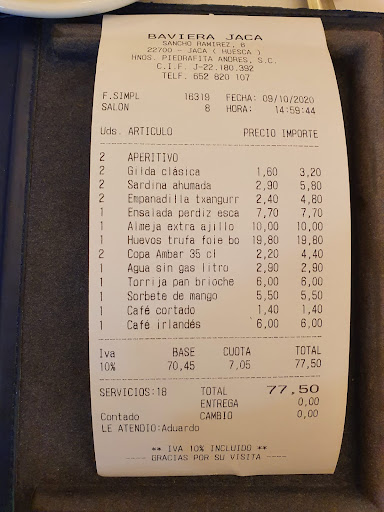 BAVIERA JACA
SANCHO RAMIREZ, 6
22700 - JACA ( HUESCA )
HNOS. PIEDRAFITA ANDRES, S.C.
C.I.F. J-22.180.392
TELF. 652 820 107
F.SIMPL 16319 FECHA: 09/10/2020
SALON 8 HORA: 14:59:44
Uds. ARTICULO PRECIO IMPORTE
2 APERITIVO
2 Gilda clásica 1,60 3,20
2 Sardina ahumada 2,90 5,80
2 Empanadilla txangurr 2,40 4,80
1 Ensalada perdiz esca 7,70 7,70
1 Almeja extra ajillo 10,00 10,00
1 Huevos trufa foie bo 19,80 19,80
2 Copa Ambar 35 cl 2,20 4,40
1 Agua sin gas litro 2,90 2,90
1 Torrija pan brioche 6,00 6,00
1 Sorbete de mango 5,50 5,50
1 Café cortado 1,40 1,40
1 Café irlandés 6,00 6,00
Iva BASE CUOTA TOTAL
10% 70,45 7,05 77,50
SERVICIOS:18 TOTAL 77,50
ENTREGA 0,00
Contado CAMBIO 0,00
LE ATENDIO:Aduardo
** IVA 10% INCLUIDO **
---- GRACIAS POR SU VISITA ----